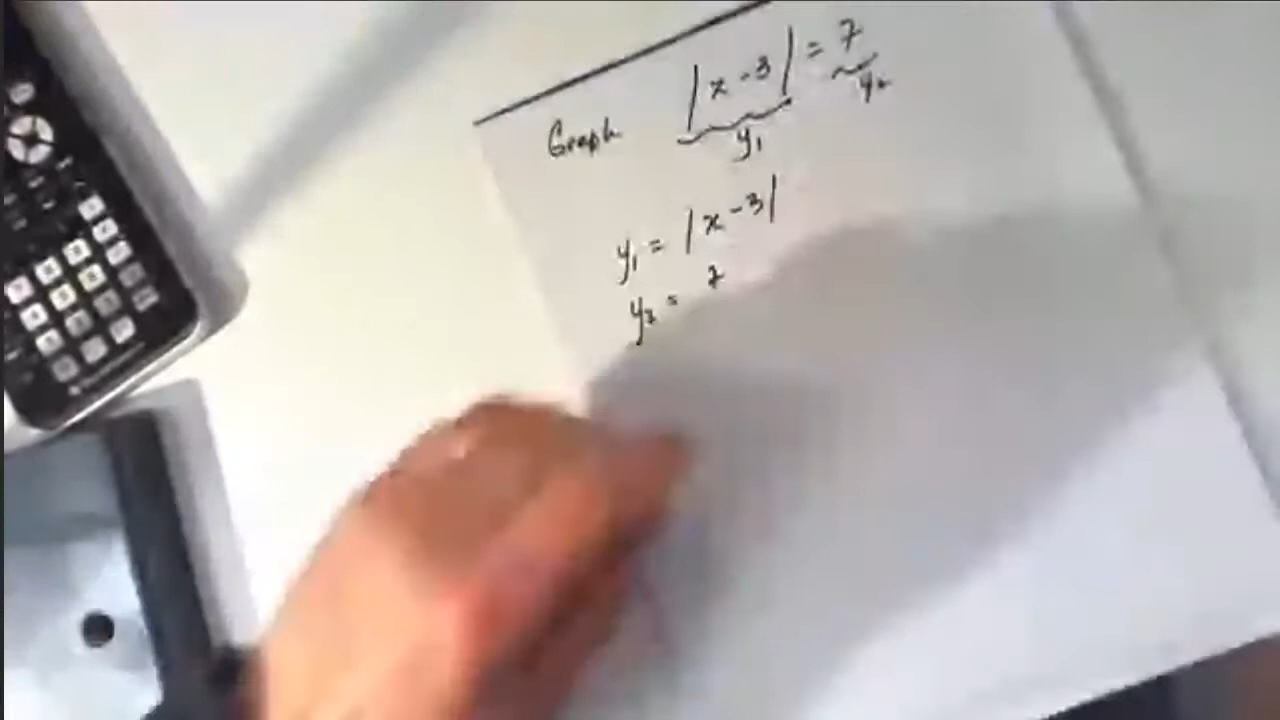 Graph |x-3| = 7
y₁ y₂
y₁ = |x-3|
y₂ = 7